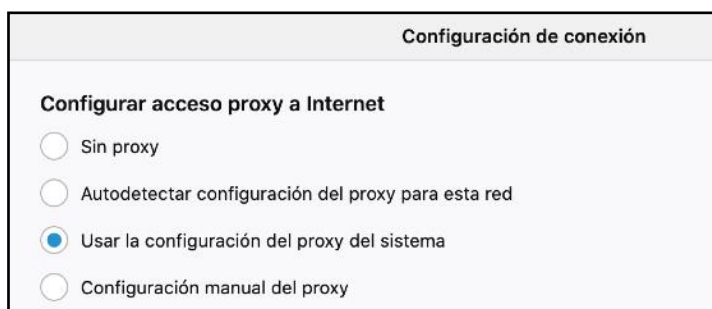 Configuración de conexión
Configurar acceso proxy a Internet
Sin proxy
Autodetectar configuración del proxy para esta red
Usar la configuración del proxy del sistema
Configuración manual del proxy